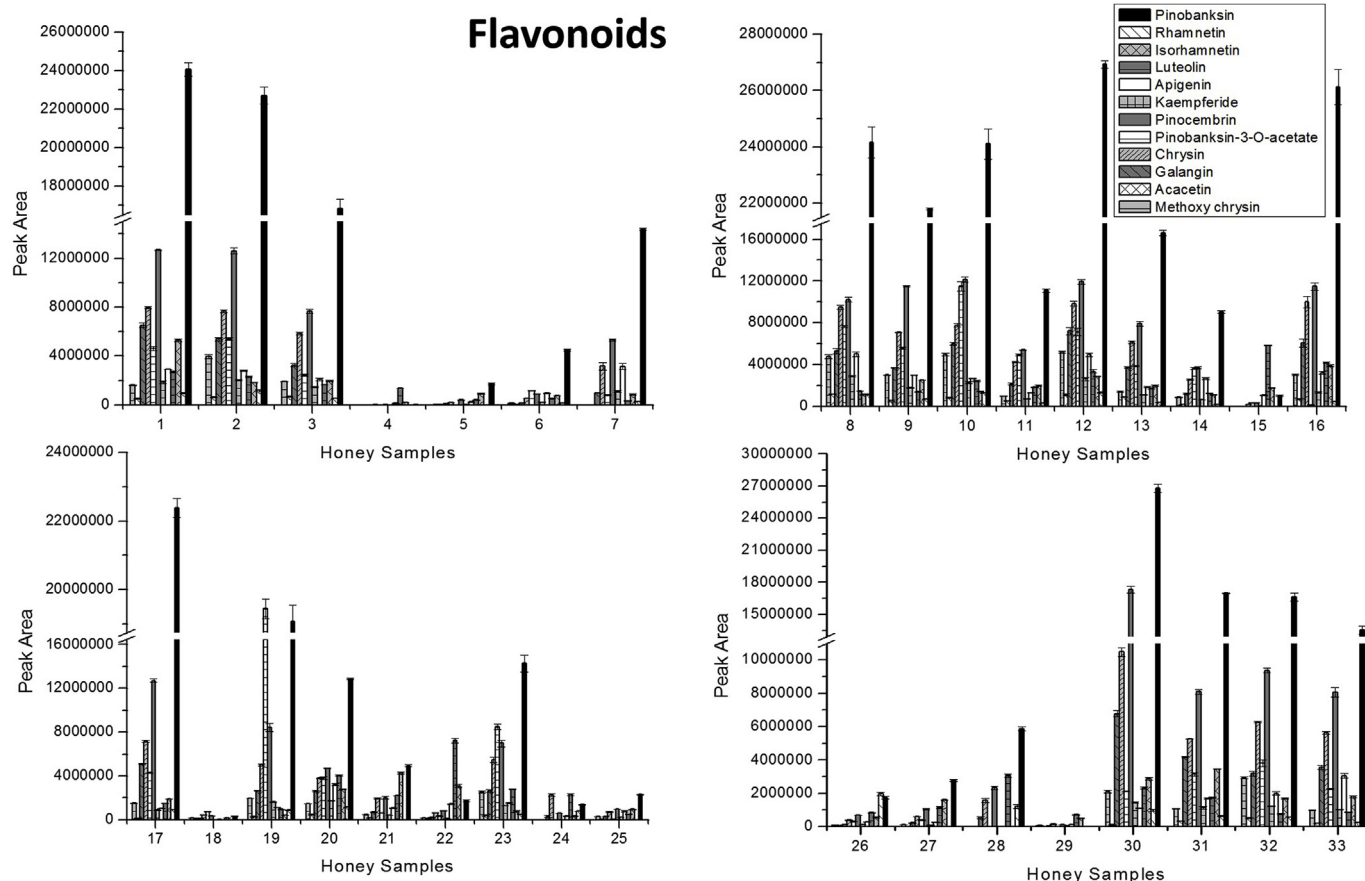 Flavonoids
26000000
24000000
22000000
20000000
18000000
16000000
12000000
8000000
4000000
0
Peak Area
1 2 3 4 5 6 7
Honey Samples
28000000
26000000
24000000
22000000
16000000
12000000
8000000
4000000
0
Peak Area
8 9 10 11 12 13 14 15 16
Honey Samples
Pinobanksin
Rhamnetin
Isorhamnetin
Luteolin
Apigenin
Kaempferide
Pinocembrin
Pinobanksin-3-O-acetate
Chrysin
Galangin
Acacetin
Methoxy chrysin
24000000
22000000
20000000
16000000
12000000
8000000
4000000
0
Peak Area
17 18 19 20 21 22 23 24 25
Honey Samples
30000000
27000000
24000000
21000000
18000000
15000000
10000000
8000000
6000000
4000000
2000000
0
Peak Area
26 27 28 29 30 31 32 33
Honey Samples